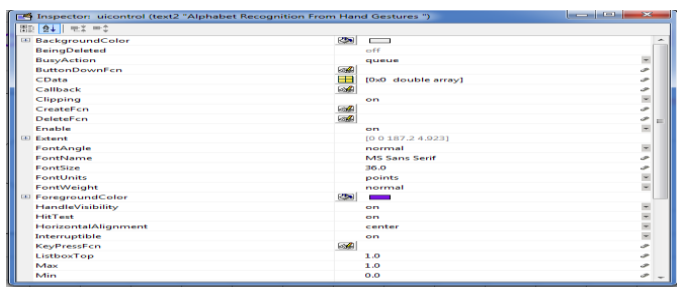 Inspector: uicontrol (text2 "Alphabet Recognition From Hand Gestures ")
BackgroundColor
BeingDeleted off
BusyAction queue
ButtonDownFcn
CData [0x0 double array]
Callback
Clipping on
CreateFcn
DeleteFcn
Enable on
Extent [0 0 187.2 4.923]
FontAngle normal
FontName MS Sans Serif
FontSize 36.0
FontUnits points
FontWeight normal
ForegroundColor
HandleVisibility on
HitTest on
HorizontalAlignment center
Interruptible on
KeyPressFcn
ListboxTop 1.0
Max 1.0
Min 0.0